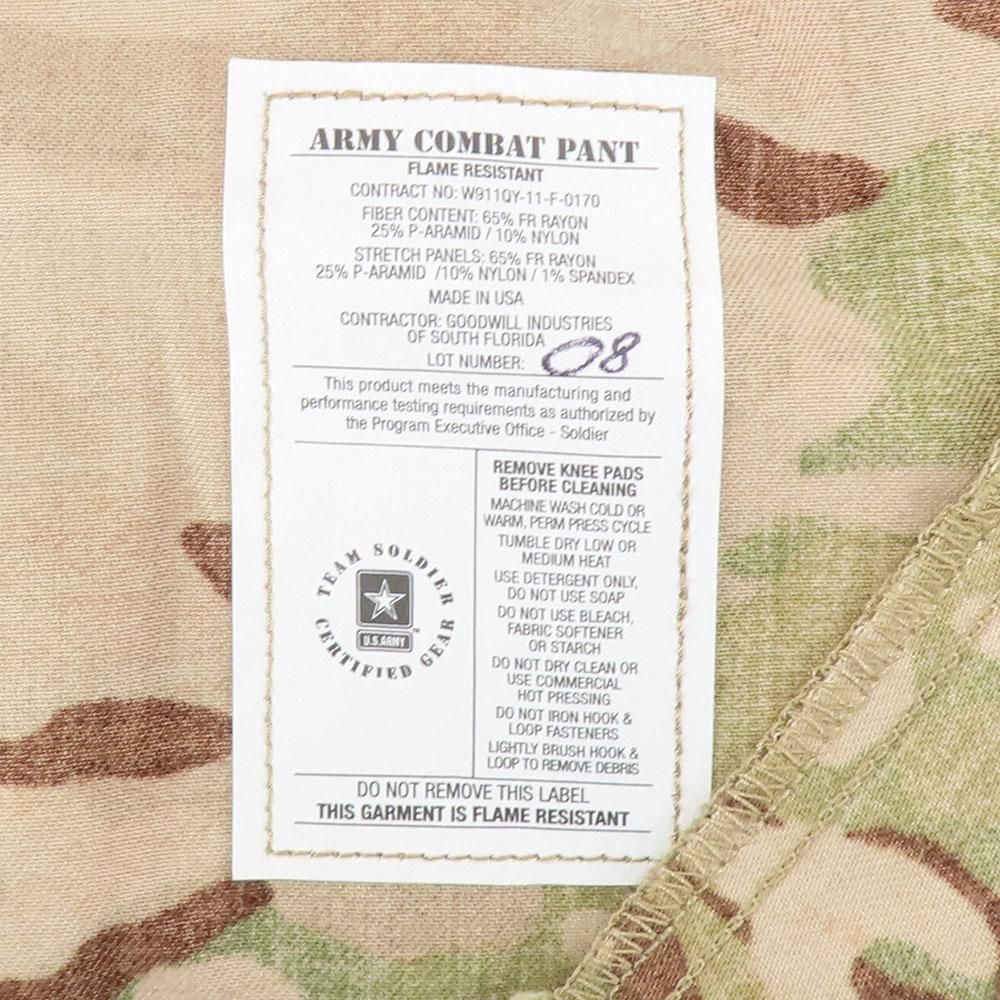 ARMY COMBAT PANT
FLAME RESISTANT
CONTRACT NO: W911QY-11-F-0170
FIBER CONTENT: 65% FR RAYON
25% P-ARAMID / 10% NYLON
STRETCH PANELS: 65% FR RAYON
25% P-ARAMID /10% NYLON / 1% SPANDEX
MADE IN USA
CONTRACTOR: GOODWILL INDUSTRIES
OF SOUTH FLORIDA
LOT NUMBER: 08
This product meets the manufacturing and
performance testing requirements as authorized by
the Program Executive Office - Soldier
TEAM SOLDIER
U.S.ARMY
CERTIFIED GEAR
REMOVE KNEE PADS
BEFORE CLEANING
MACHINE WASH COLD OR
WARM, PERM PRESS CYCLE
TUMBLE DRY LOW OR
MEDIUM HEAT
USE DETERGENT ONLY,
DO NOT USE SOAP
DO NOT USE BLEACH,
FABRIC SOFTENER
OR STARCH
DO NOT DRY CLEAN OR
USE COMMERCIAL
HOT PRESSING
DO NOT IRON HOOK &
LOOP FASTENERS
LIGHTLY BRUSH HOOK &
LOOP TO REMOVE DEBRIS
DO NOT REMOVE THIS LABEL
THIS GARMENT IS FLAME RESISTANT